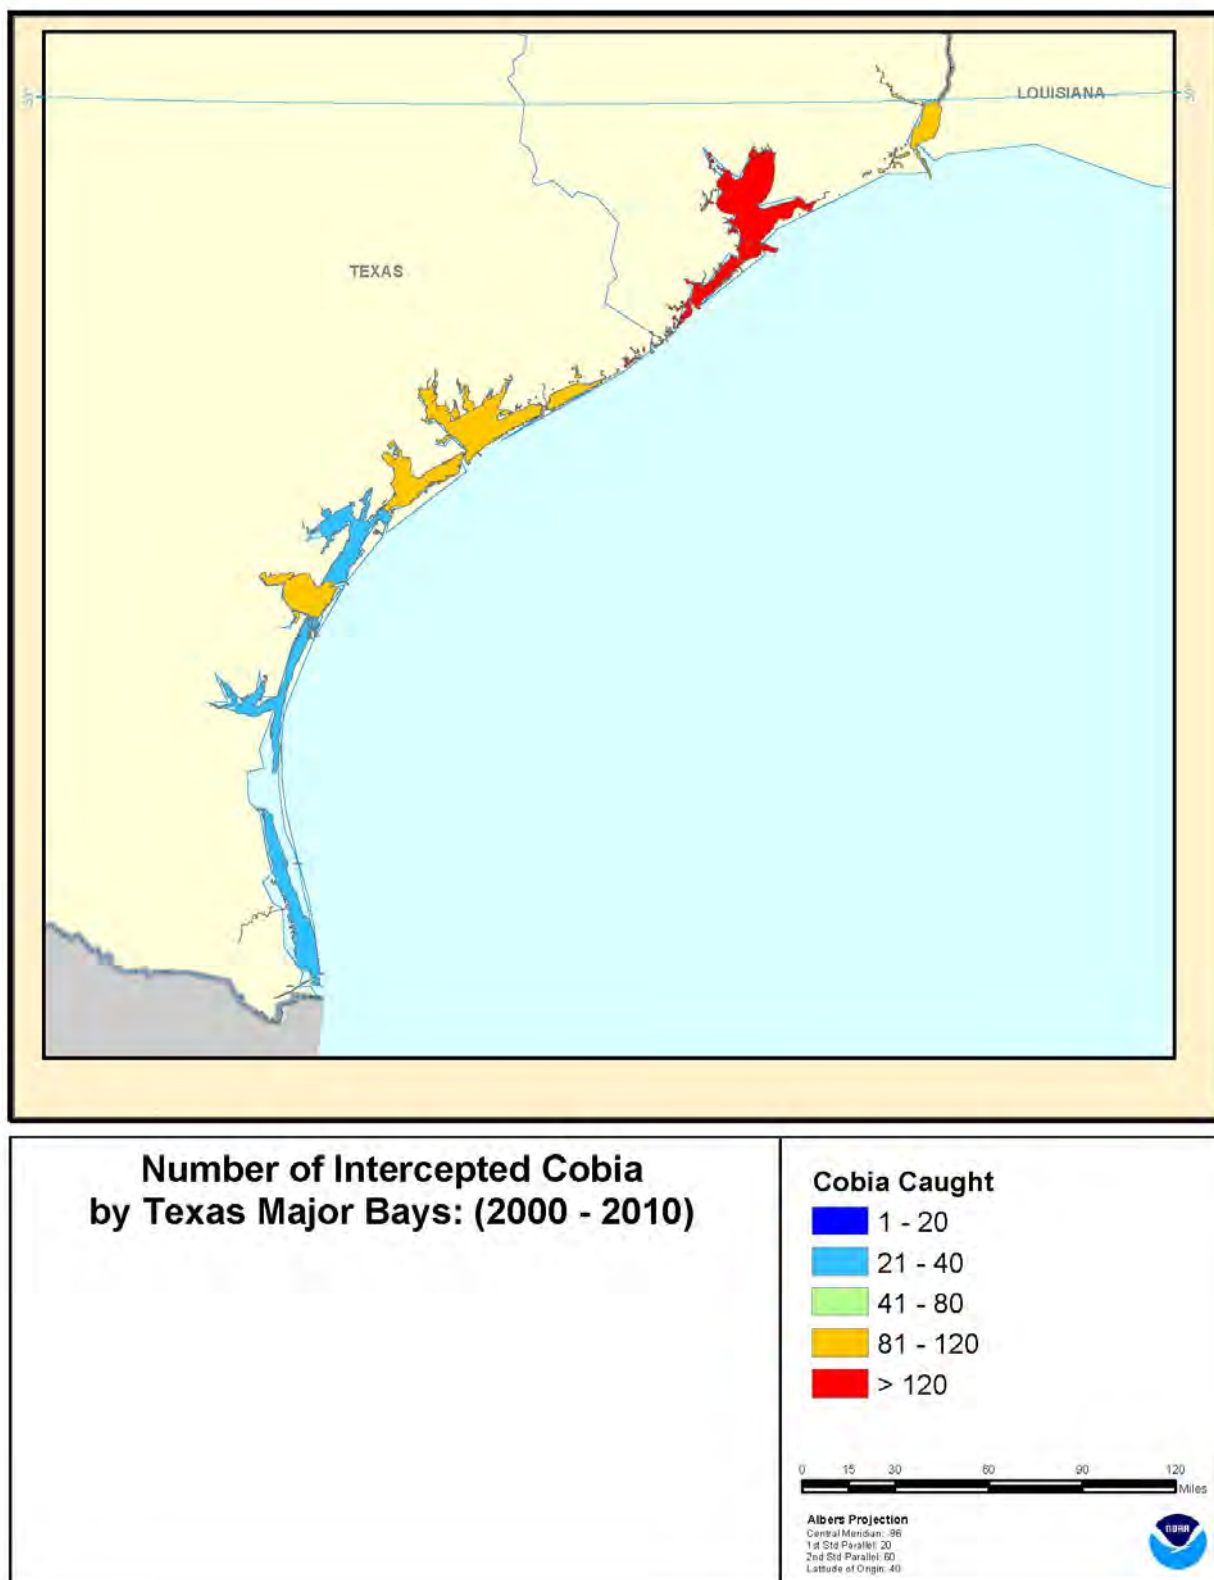 LOUISIANA
TEXAS
Number of Intercepted Cobia
by Texas Major Bays: (2000 - 2010)
Cobia Caught
1 - 20
21 - 40
41 - 80
81 - 120
> 120
0 15 30 60 90 120
Miles
Albers Projection
Central Meridian: -96
1st Std Parallel: 20
2nd Std Parallel: 60
Latitude of Origin: 40
NOAA